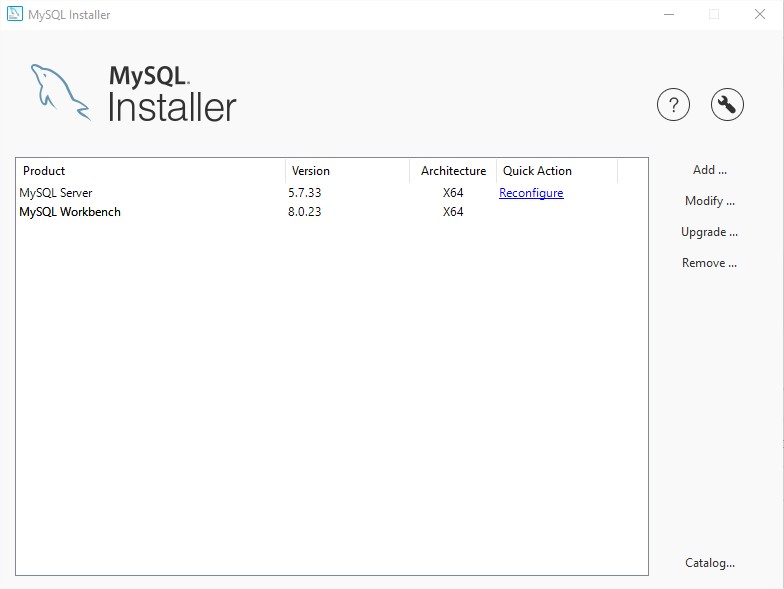 MySQL Installer
MySQL.
Installer
?
Product Version Architecture Quick Action
MySQL Server 5.7.33 X64 Reconfigure
MySQL Workbench 8.0.23 X64
Add ...
Modify ...
Upgrade ...
Remove ...
Catalog...